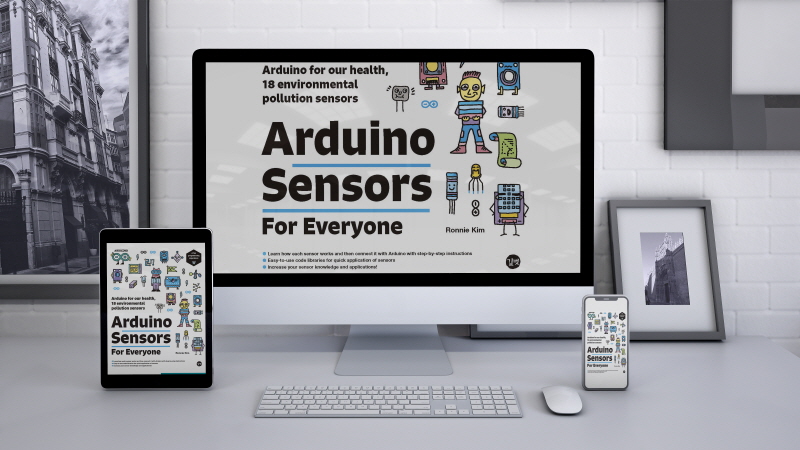 Arduino for our health,
18 environmental
pollution sensors
Arduino
Sensors
For Everyone
Ronnie Kim
Learn how each sensor works and then connect it with Arduino with step-by-step instructions
Easy-to-use code libraries for quick application of sensors
Increase your sensor knowledge and applications!
Arduino for our health,
18 environmental
pollution sensors
Arduino
Sensors
For Everyone
Arduino
Sensors
For Everyone